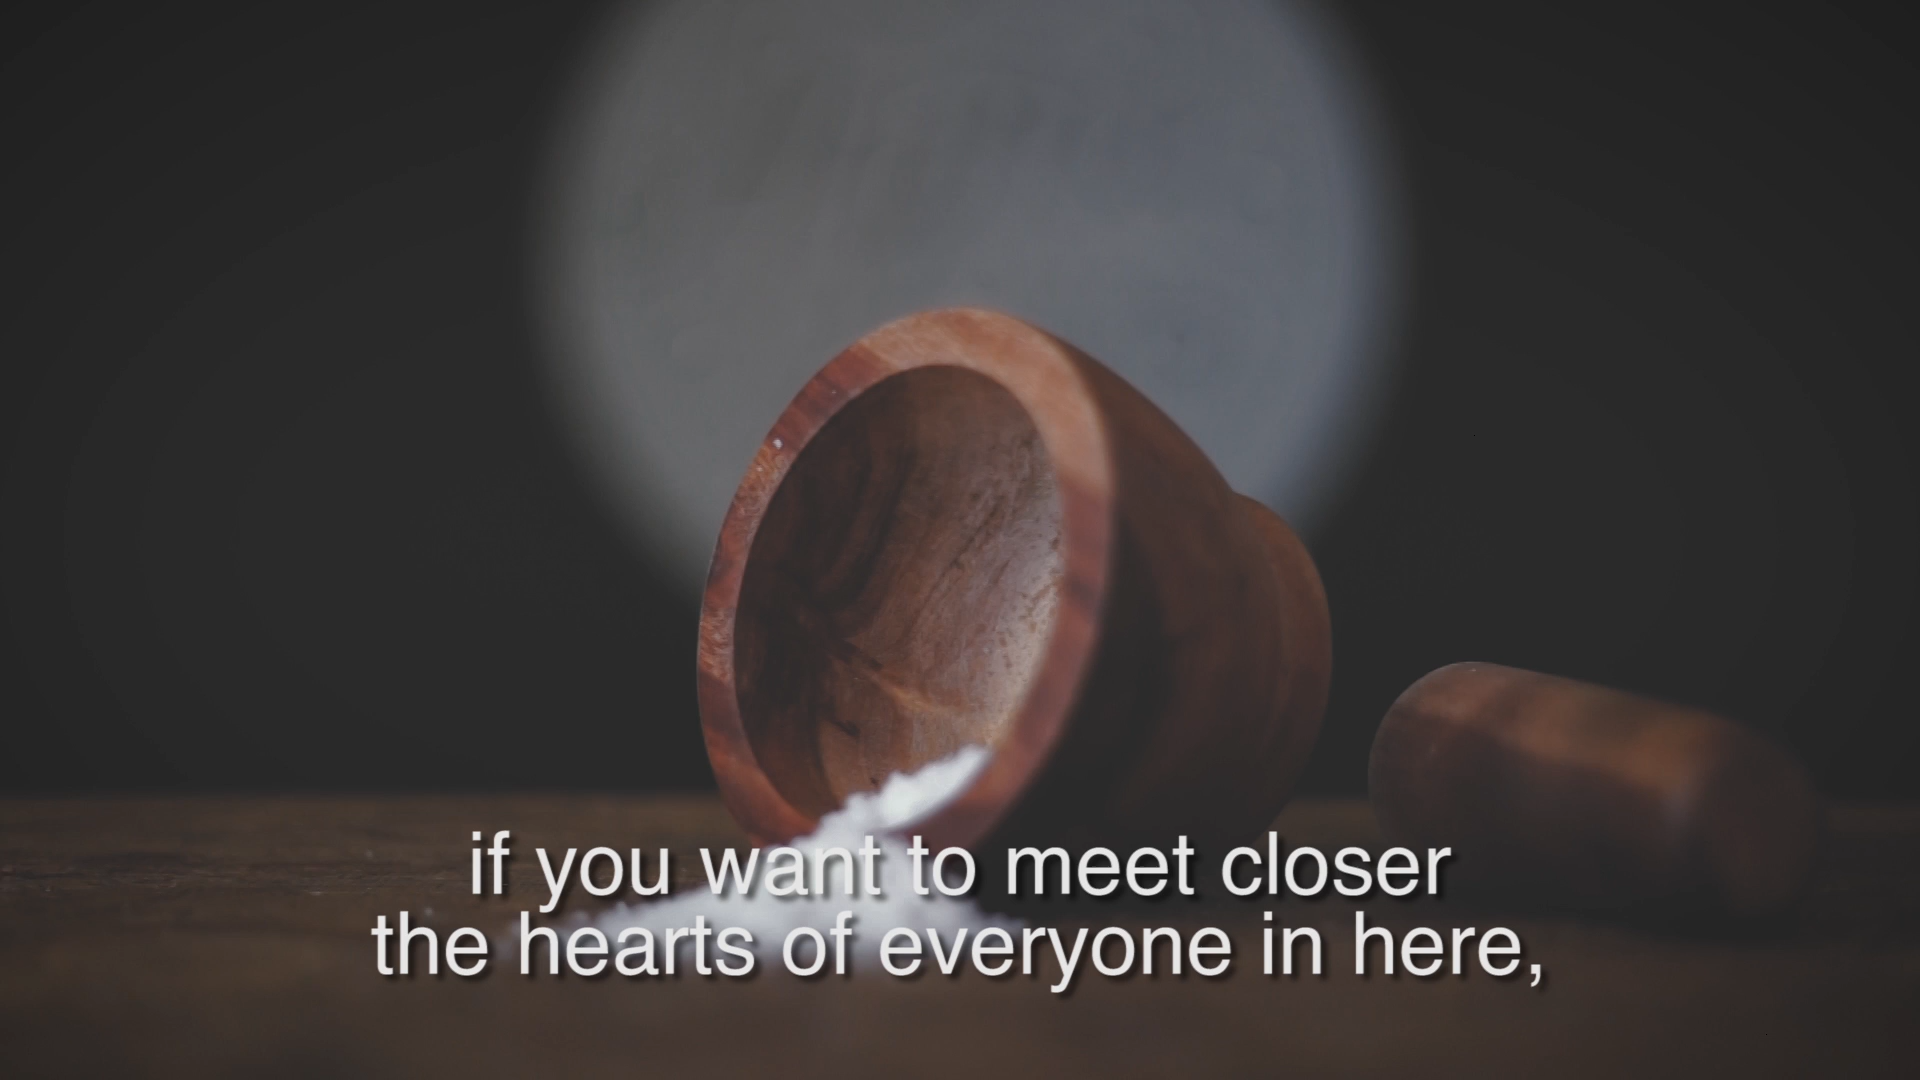 if you want to meet closer
the hearts of everyone in here,